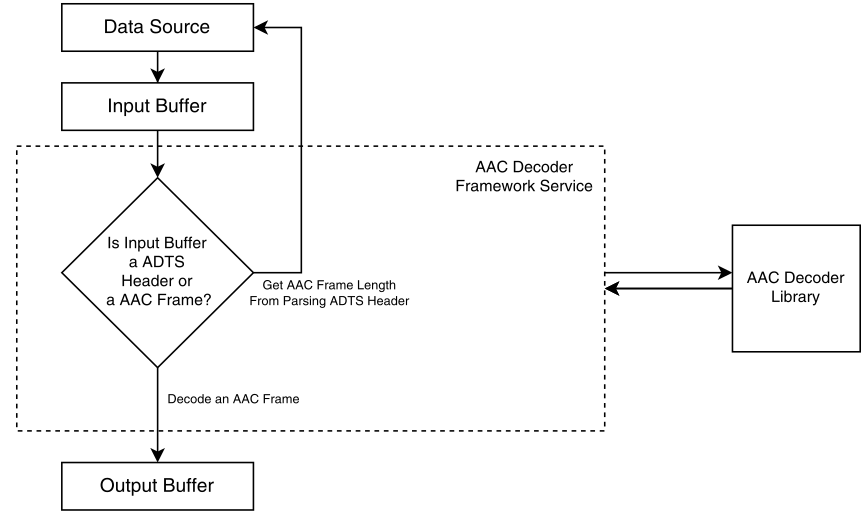 Data Source
Input Buffer
AAC Decoder
Framework Service
Is Input Buffer
a ADTS
Header or
a AAC Frame?
Get AAC Frame Length
From Parsing ADTS Header
AAC Decoder
Library
Decode an AAC Frame
Output Buffer